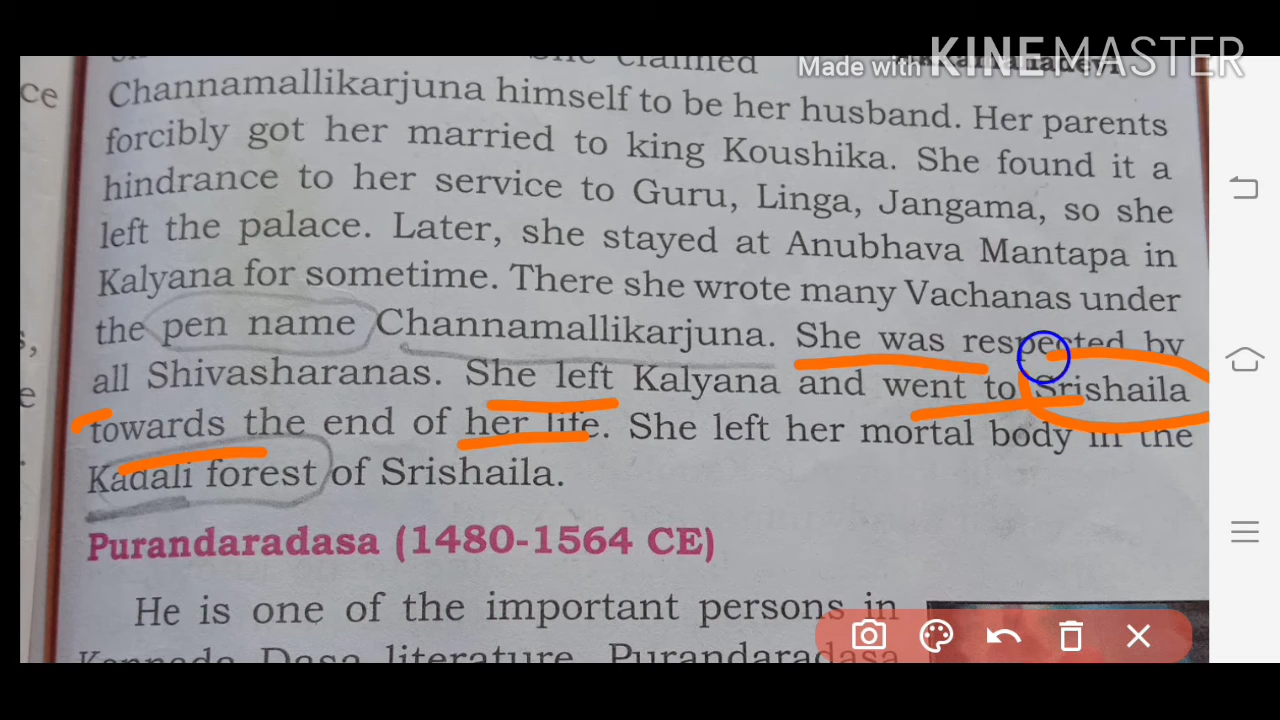 Made with KINEMASTER
ce
claimed
Channamallikarjuna himself to be her husband. Her parents
forcibly got her married to king Koushika. She found it a
hindrance to her service to Guru, Linga, Jangama, so she
left the palace. Later, she stayed at Anubhava Mantapa in
Kalyana for sometime. There she wrote many Vachanas under
the pen name Channamallikarjuna. She was respected by
all Shivasharanas. She left Kalyana and went to Srishaila
towards the end of her life. She left her mortal body in the
Kadali forest of Srishaila.
Purandaradasa (1480-1564 CE)
He is one of the important persons in
Kannada Dasa literature. Purandaradasa